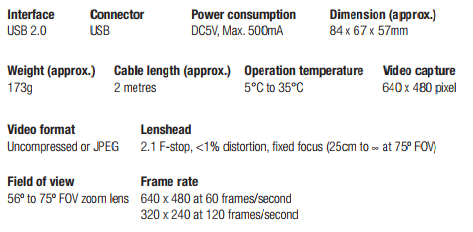 Interface Connector Power consumption Dimension (approx.)
USB 2.0 USB DC5V, Max. 500mA 84 x 67 x 57mm
Weight (approx.) Cable length (approx.) Operation temperature Video capture
173g 2 metres 5°C to 35°C 640 x 480 pixel
Video format Lenshead
Uncompressed or JPEG 2.1 F-stop, <1% distortion, fixed focus (25cm to ∞ at 75º FOV)
Field of view Frame rate
56º to 75º FOV zoom lens 640 x 480 at 60 frames/second
320 x 240 at 120 frames/second